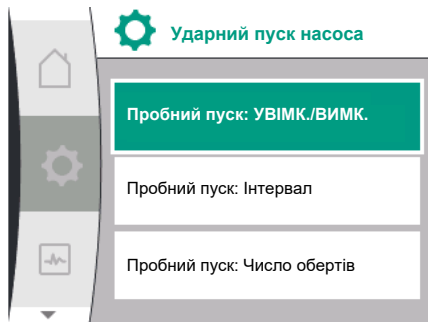 Ударний пуск насоса
Пробний пуск: УВІМК./ВИМК.
Пробний пуск: Інтервал
Пробний пуск: Число обертів